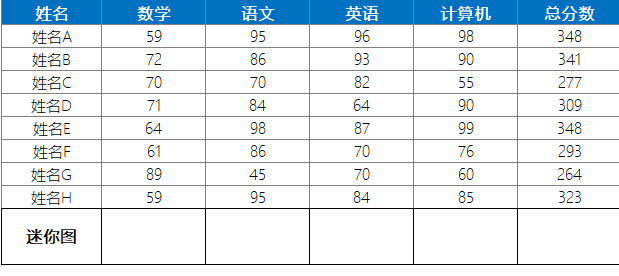 姓名 数学 语文 英语 计算机 总分数
姓名A 59 95 96 98 348
姓名B 72 86 93 90 341
姓名C 70 70 82 55 277
姓名D 71 84 64 90 309
姓名E 64 98 87 99 348
姓名F 61 86 70 76 293
姓名G 89 45 70 60 264
姓名H 59 95 84 85 323
迷你图